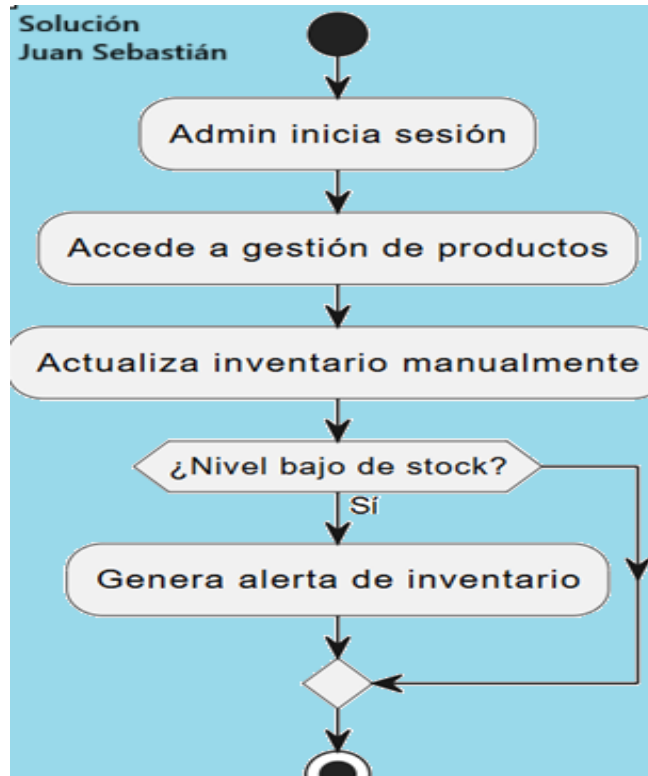 Solución
Juan Sebastián
Admin inicia sesión
Accede a gestión de productos
Actualiza inventario manualmente
¿Nivel bajo de stock?
Sí
Genera alerta de inventario